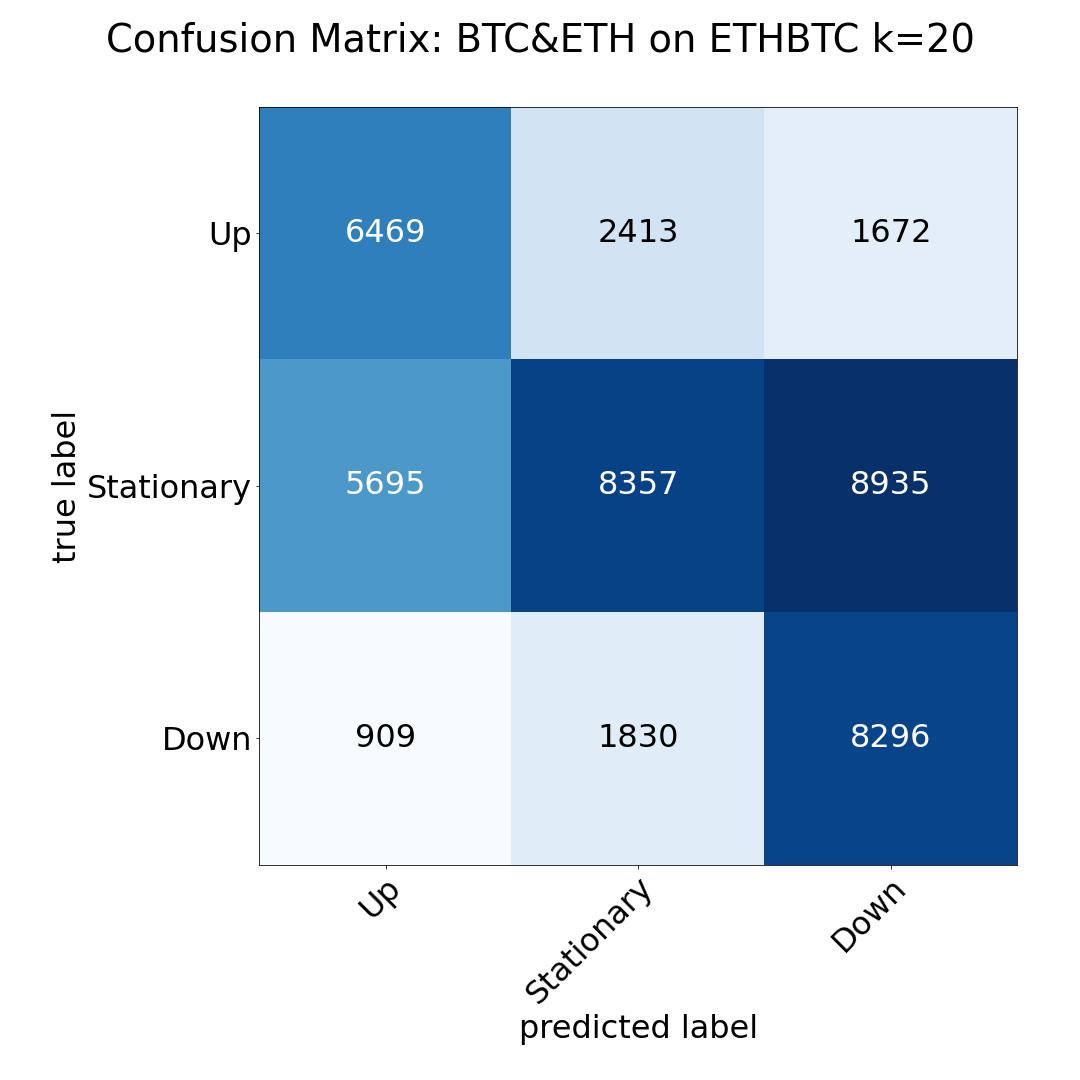 Confusion Matrix: BTC&ETH on ETHBTC k=20
Up
6469
2413
1672
true label
Stationary
5695
8357
8935
Down
909
1830
8296
Up
Stationary
Down
predicted label